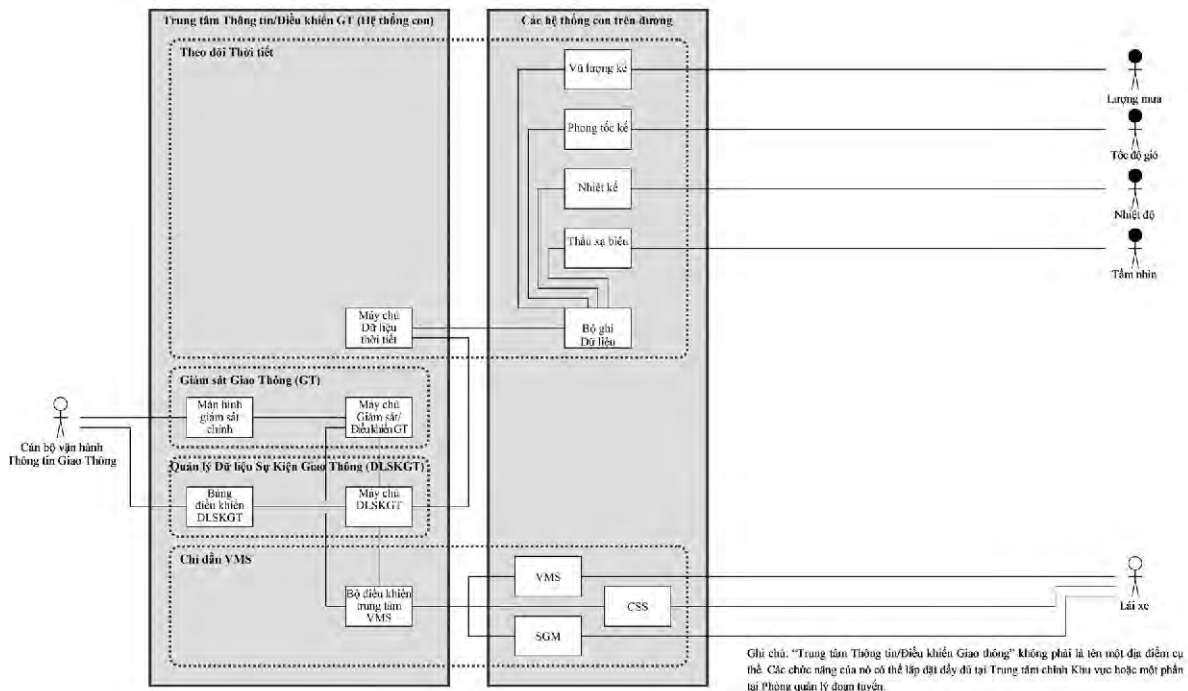 Trung tâm Thông tin/Điều khiển GT (Hệ thống con)
Các hệ thống con trên đường
Theo dõi Thời tiết
Vũ lượng kế
Lượng mưa
Phong tốc kế
Tốc độ gió
Nhiệt kế
Nhiệt độ
Thấu xạ biểu
Tầm nhìn
Máy chủ
Dữ liệu
thời tiết
Bộ ghi
Dữ liệu
Giám sát Giao Thông (GT)
Màn hình
giám sát
chính
Máy chủ
Giám sát/
Điều khiển GT
Cán bộ vận hành
Thông tin Giao Thông
Quản lý Dữ liệu Sự Kiện Giao Thông (DLSKGT)
Bảng
điều khiển
DLSKGT
Máy chủ
DLSKGT
Chỉ dẫn VMS
Bộ điều khiển
trung tâm
VMS
VMS
CSS
SGM
Lái xe
Ghi chú: “Trung tâm Thông tin/Điều khiển Giao thông” không phải là tên một địa điểm cụ
thể. Các chức năng của nó có thể lắp đặt đầy đủ tại Trung tâm chính Khu vực hoặc một phần
tại Phòng quản lý đoạn tuyến.